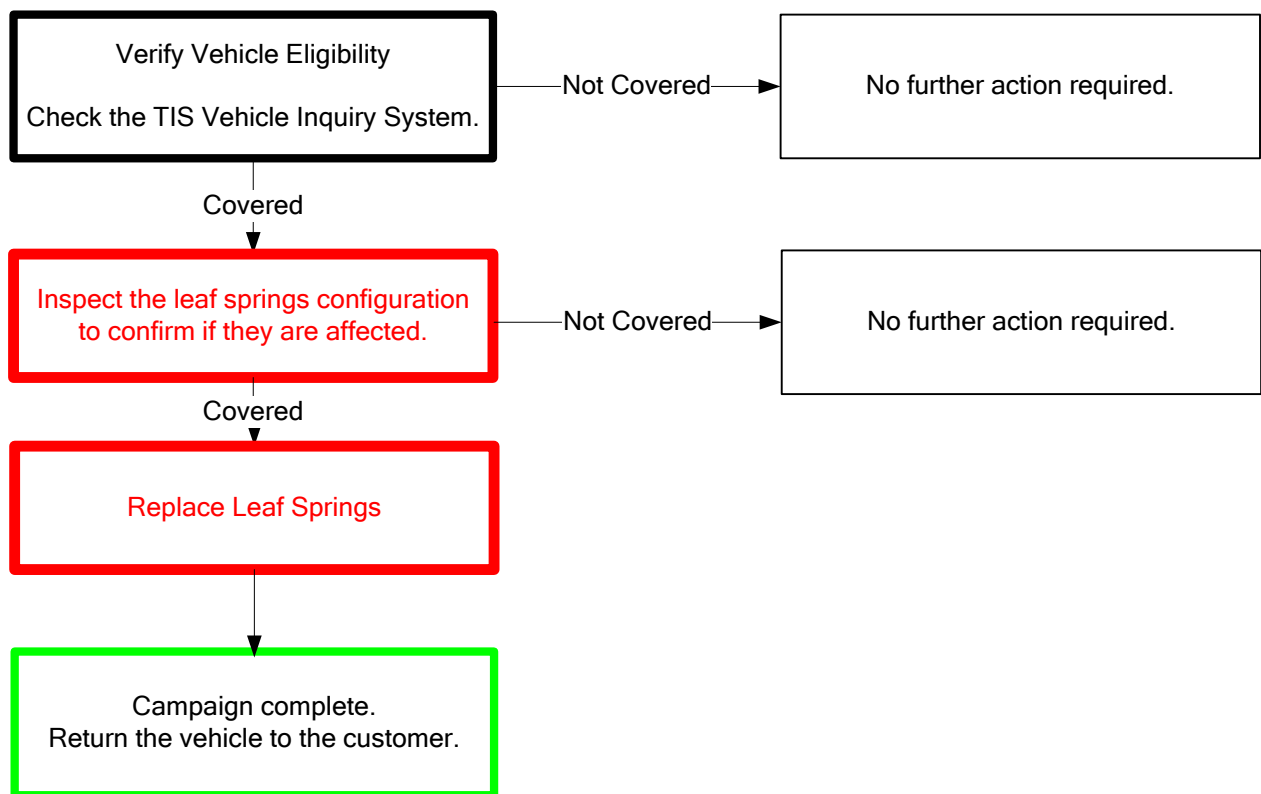 Verify Vehicle Eligibility
Check the TIS Vehicle Inquiry System.
Not Covered
No further action required.
Covered
Inspect the leaf springs configuration
to confirm if they are affected.
Not Covered
No further action required.
Covered
Replace Leaf Springs
Campaign complete.
Return the vehicle to the customer.